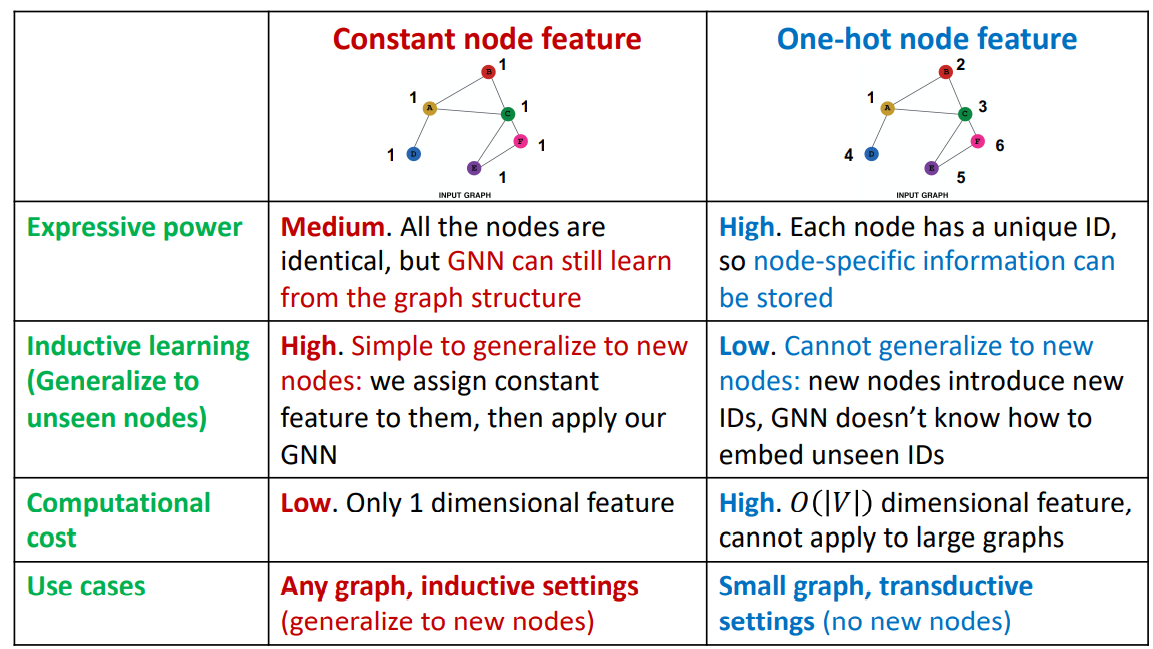 Constant node feature
1
B
1
A
1
C
1
F
1
D
E
1
INPUT GRAPH
One-hot node feature
2
B
1
A
3
C
6
F
4
D
E
5
INPUT GRAPH
Expressive power
Medium. All the nodes are
identical, but GNN can still learn
from the graph structure
High. Each node has a unique ID,
so node-specific information can
be stored
Inductive learning
(Generalize to
unseen nodes)
High. Simple to generalize to new
nodes: we assign constant
feature to them, then apply our
GNN
Low. Cannot generalize to new
nodes: new nodes introduce new
IDs, GNN doesn’t know how to
embed unseen IDs
Computational
cost
Low. Only 1 dimensional feature
High. O(|V|) dimensional feature,
cannot apply to large graphs
Use cases
Any graph, inductive settings
(generalize to new nodes)
Small graph, transductive
settings (no new nodes)